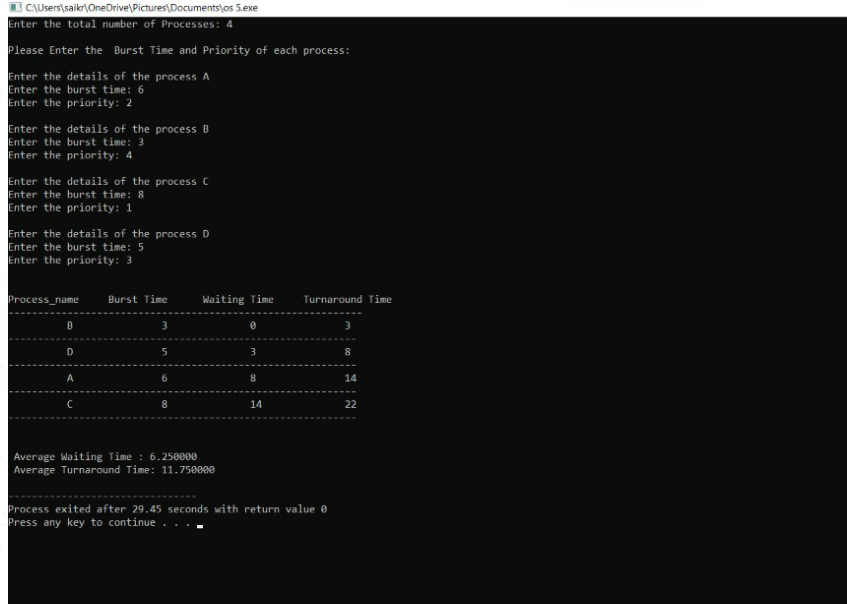 C:\Users\saikr\OneDrive\Pictures\Documents\os 5.exe
Enter the total number of Processes: 4
Please Enter the  Burst Time and Priority of each process:
Enter the details of the process A
Enter the burst time: 6
Enter the priority: 2
Enter the details of the process B
Enter the burst time: 3
Enter the priority: 4
Enter the details of the process C
Enter the burst time: 8
Enter the priority: 1
Enter the details of the process D
Enter the burst time: 5
Enter the priority: 3
Process_name    Burst Time    Waiting Time    Turnaround Time
------------------------------------------------------------
B    3    0    3
-----------------------------------------------------------
D    5    3    8
-----------------------------------------------------------
A    6    8    14
-----------------------------------------------------------
C    8    14    22
-----------------------------------------------------------
Average Waiting Time : 6.250000
Average Turnaround Time: 11.750000
--------------------------------
Process exited after 29.45 seconds with return value 0
Press any key to continue . . .